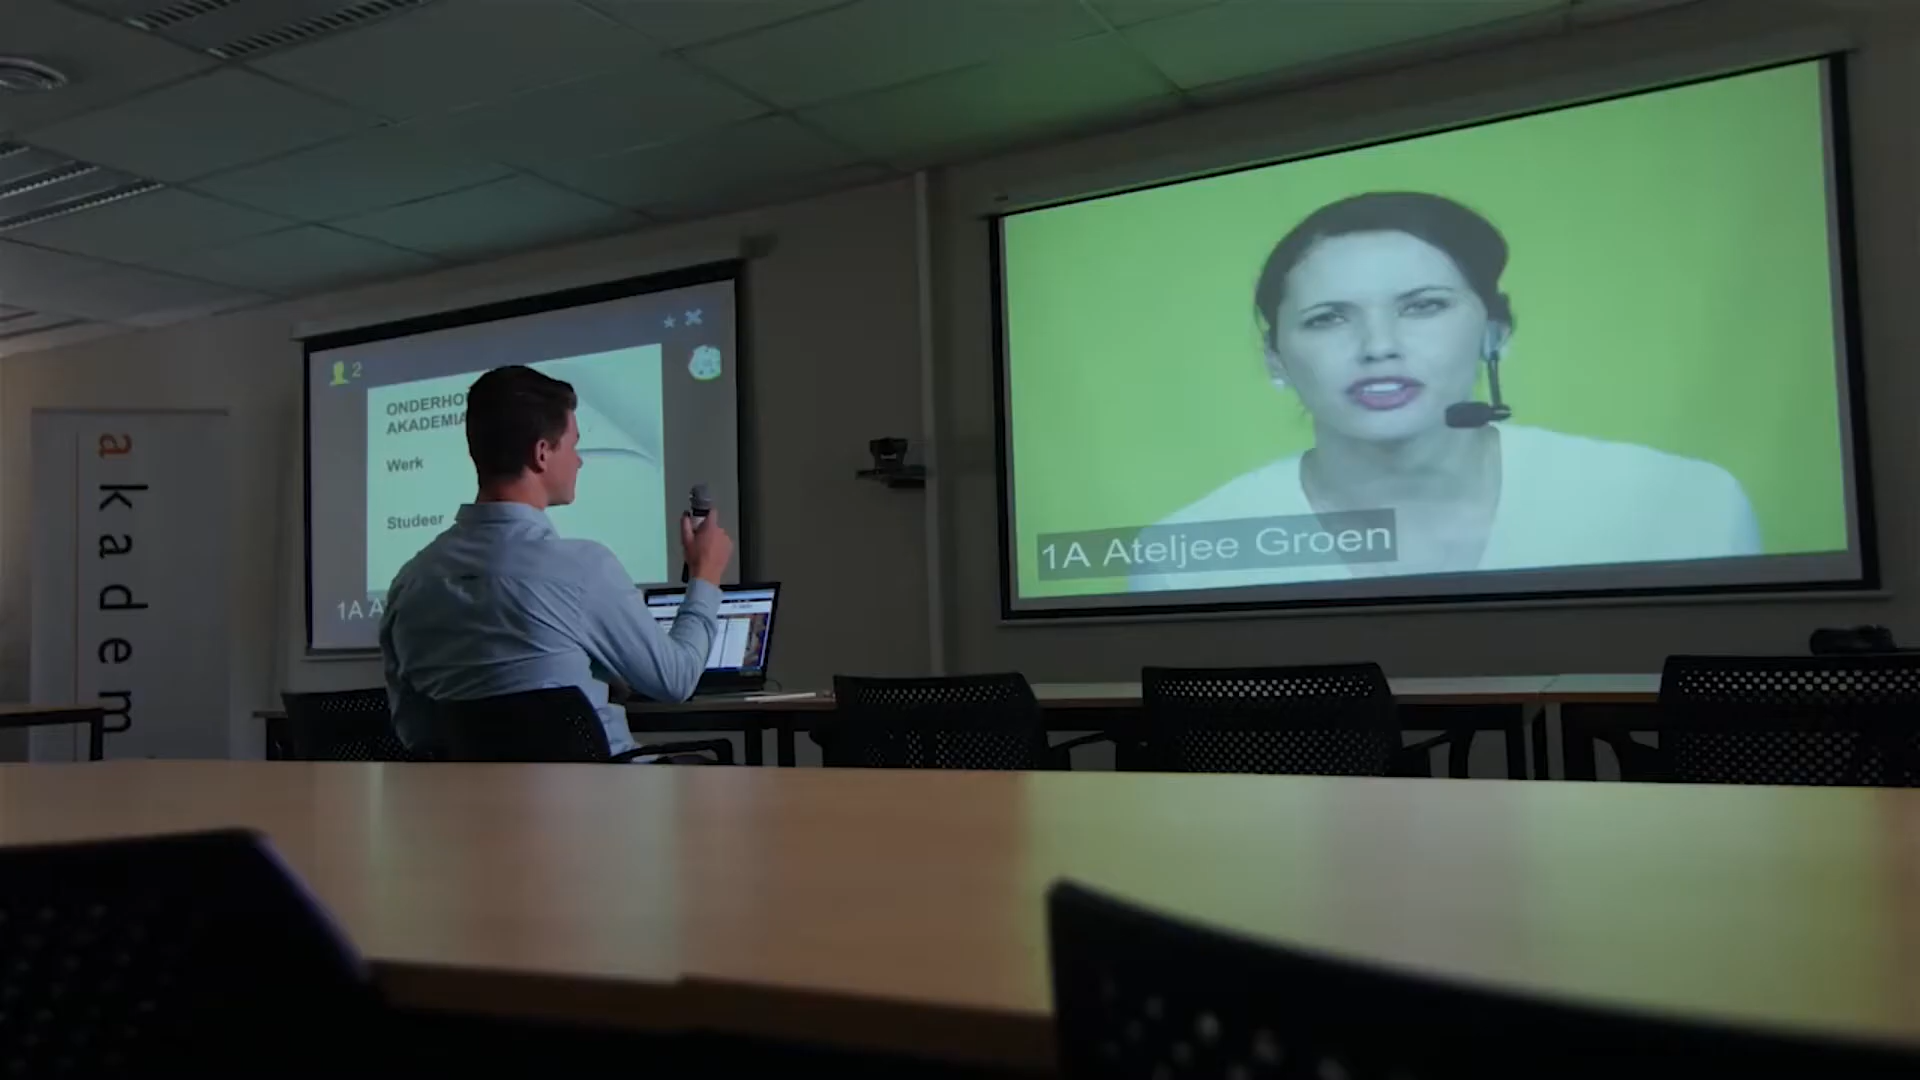 akadem
2
ONDERHO
AKADEMIA
Werk
Studeer
1A A
1A Ateljee Groen